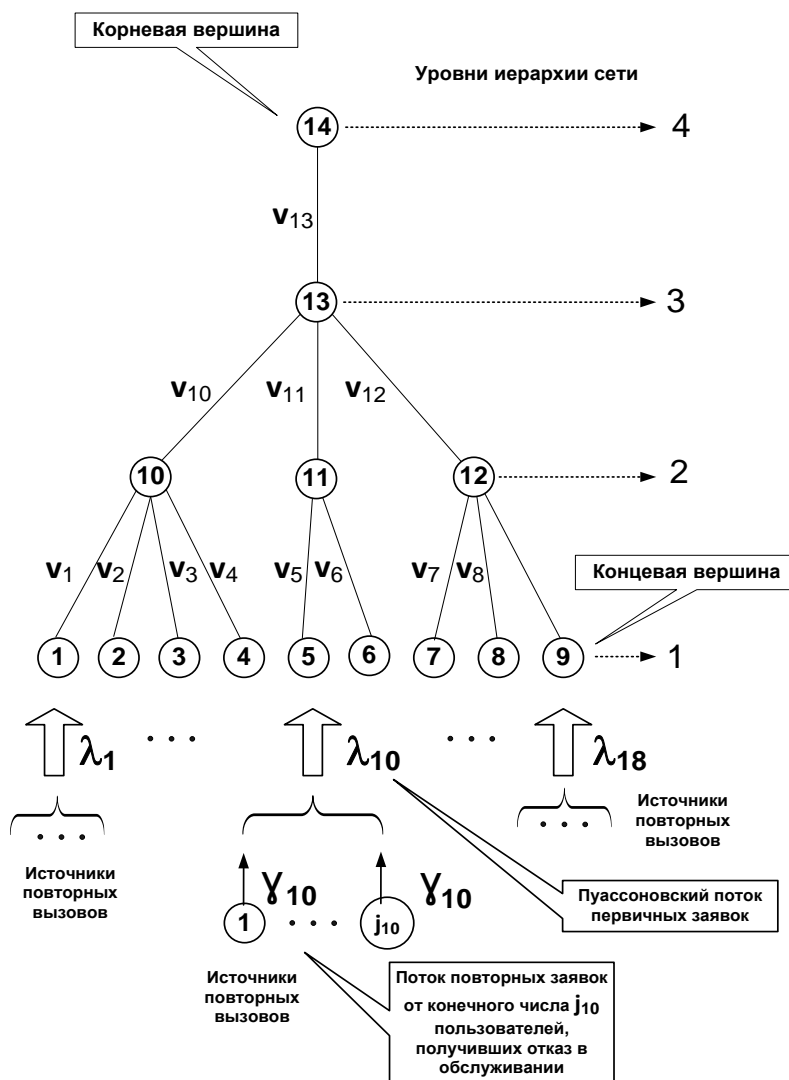 Корневая вершина
Уровни иерархии сети
14
4
v13
13
3
v10
v11
v12
10
11
12
2
v1
v2
v3
v4
v5
v6
v7
v8
Концевая вершина
1
2
3
4
5
6
7
8
9
1
λ1
. . .
λ10
. . .
λ18
. . .
Источники
повторных
вызовов
. . .
Источники
повторных
вызовов
γ10
γ10
Пуассоновский поток
первичных заявок
1
. . .
j10
Источники
повторных
вызовов
Поток повторных заявок
от конечного числа j10
пользователей,
получивших отказ в
обслуживании